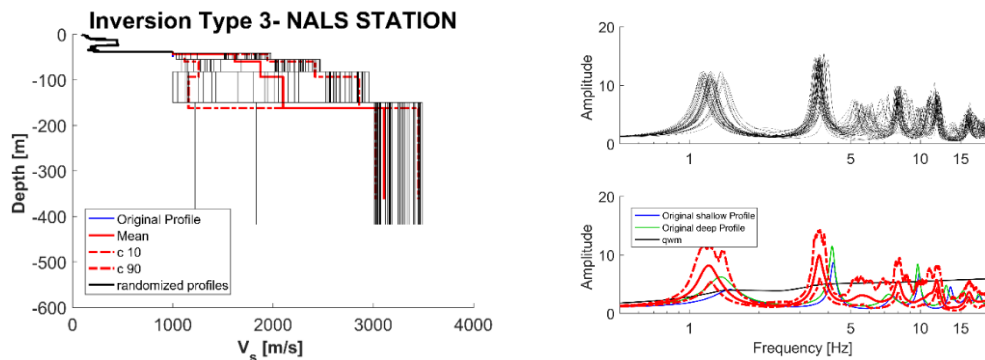 Inversion Type 3- NALS STATION
0
-100
-200
-300
-400
-500
-600
Depth [m]
Original Profile
Mean
c 10
c 90
randomized profiles
0 1000 2000 3000 4000
Vs [m/s]
20
10
0
Amplitude
1 5 10 15
20
10
0
Amplitude
Original shallow Profile
Original deep Profile
qwm
1 5 10 15
Frequency [Hz]